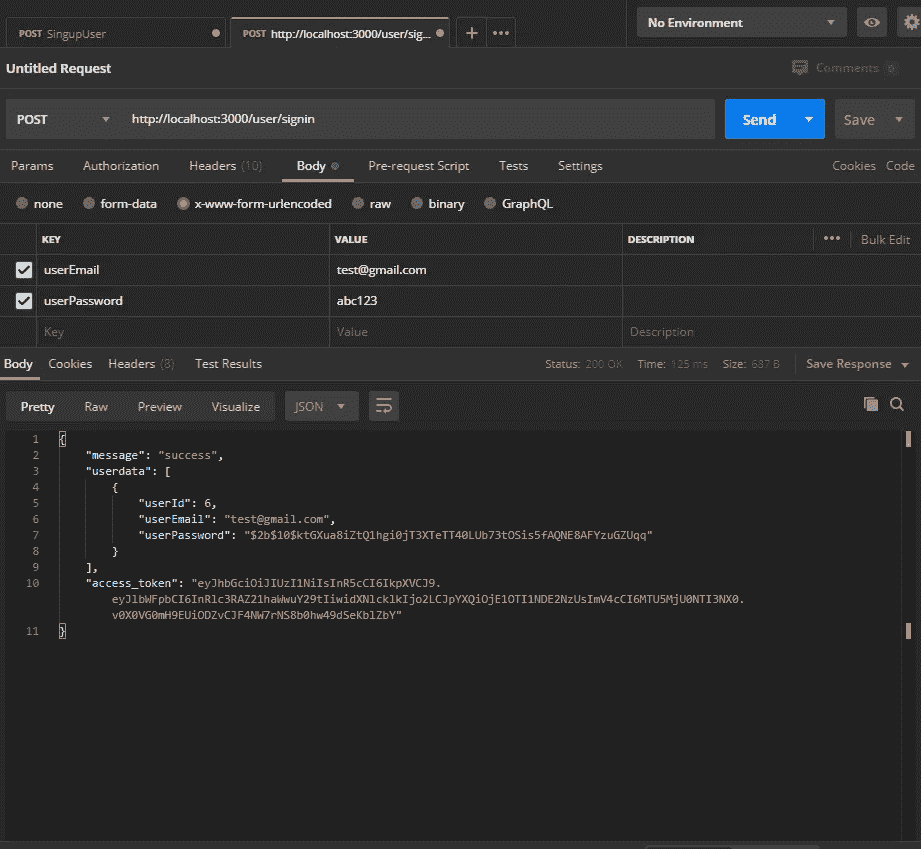 POST SingupUser
POST http://localhost:3000/user/sig...
No Environment
Untitled Request
Comments 0
POST http://localhost:3000/user/signin Send Save
Params Authorization Headers (10) Body Pre-request Script Tests Settings Cookies Code
none form-data x-www-form-urlencoded raw binary GraphQL
KEY VALUE DESCRIPTION Bulk Edit
userEmail test@gmail.com
userPassword abc123
Key Value Description
Body Cookies Headers (8) Test Results Status: 200 OK Time: 125 ms Size: 687 B Save Response
Pretty Raw Preview Visualize JSON
1 {
2 "message": "success",
3 "userdata": [
4 {
5 "userId": 6,
6 "userEmail": "test@gmail.com",
7 "userPassword": "$2b$10$ktGXua8iZtQ1hgi0jT3XTeTT40LUb73tOSis5fAQNE8AFYzuGZUqq"
8 }
9 ],
10 "access_token": "eyJhbGciOiJIUzI1NiIsInR5cCI6IkpXVCJ9.
eyJlbWFpbCI6InRlc3RAZ21haWwuY29tIiwidXNlcklkIjo2LCJpYXQiOjE1OTI1NDE2NzUsImV4cCI6MTU5MjU0NTI3NX0.
v0X0VG0mH9EUiODZvCJF4NW7rNS8b0hw49dSeKblZbY"
11 }